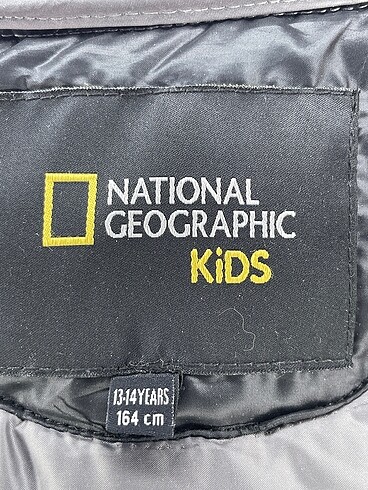 NATIONAL
GEOGRAPHIC
KiDS
13-14YEARS
164 cm